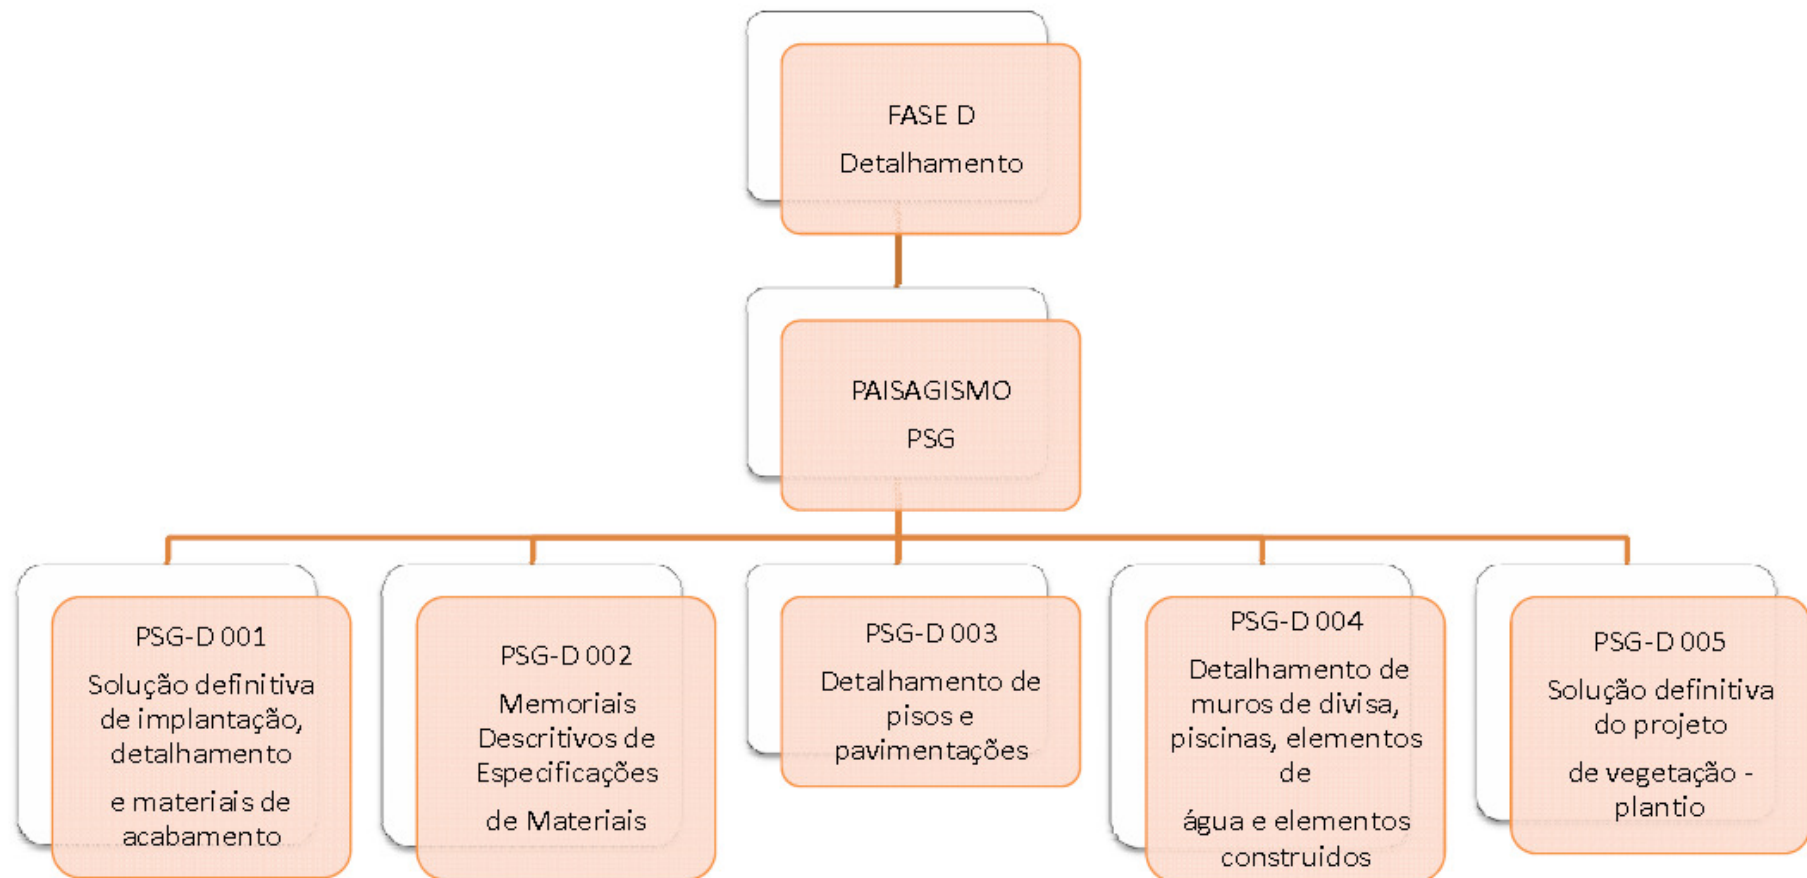 FASE D
Detalhamento
PAISAGISMO
PSG
PSG-D 001
Solução definitiva
de implantação,
detalhamento
e materiais de
acabamento
PSG-D 002
Memoriais
Descritivos de
Especificações
de Materiais
PSG-D 003
Detalhamento de
pisos e
pavimentações
PSG-D 004
Detalhamento de
muros de divisa,
piscinas, elementos
de
água e elementos
construidos
PSG-D 005
Solução definitiva
do projeto
de vegetação -
plantio